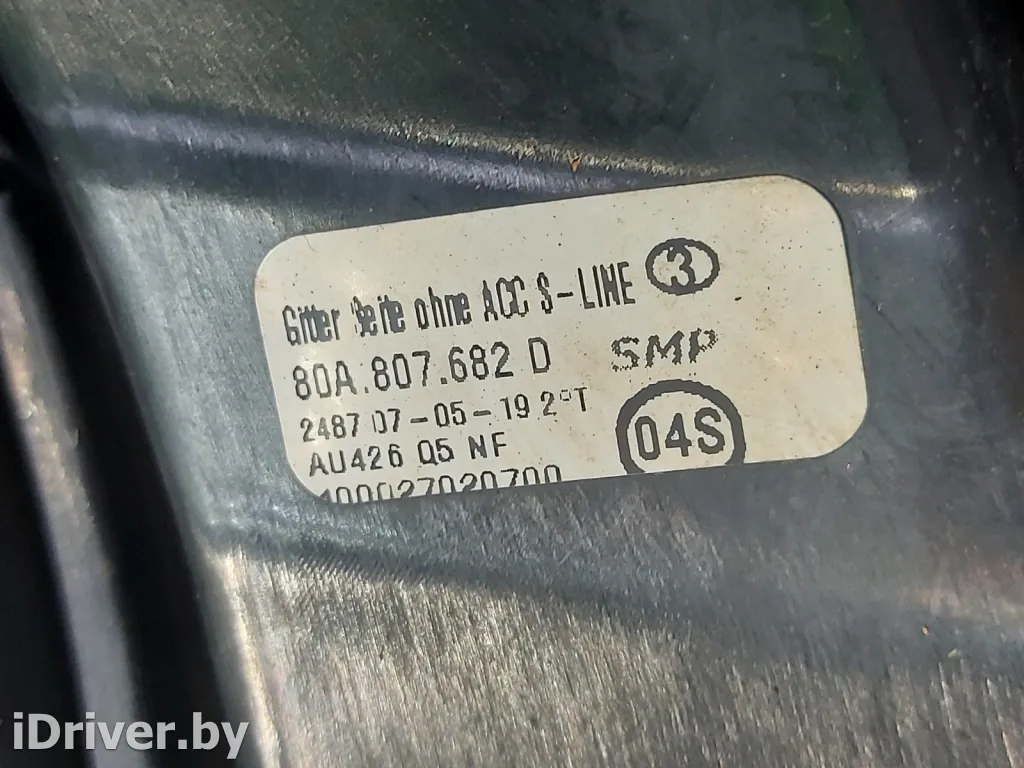 Gitter Seite ohne ACC S-LINE 3
80A.807.682 D SMP
2487 07-05-19 2°T
AU426 Q5 NF 04S
400027020700
iDriver.by